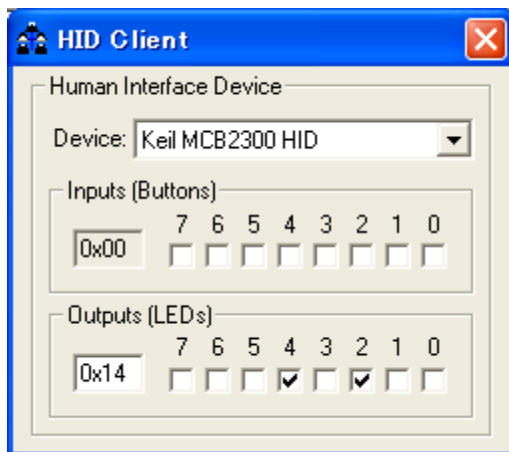 HID Client
Human Interface Device
Device: Keil MCB2300 HID
Inputs (Buttons)
7 6 5 4 3 2 1 0
0x00
Outputs (LEDs)
7 6 5 4 3 2 1 0
0x14